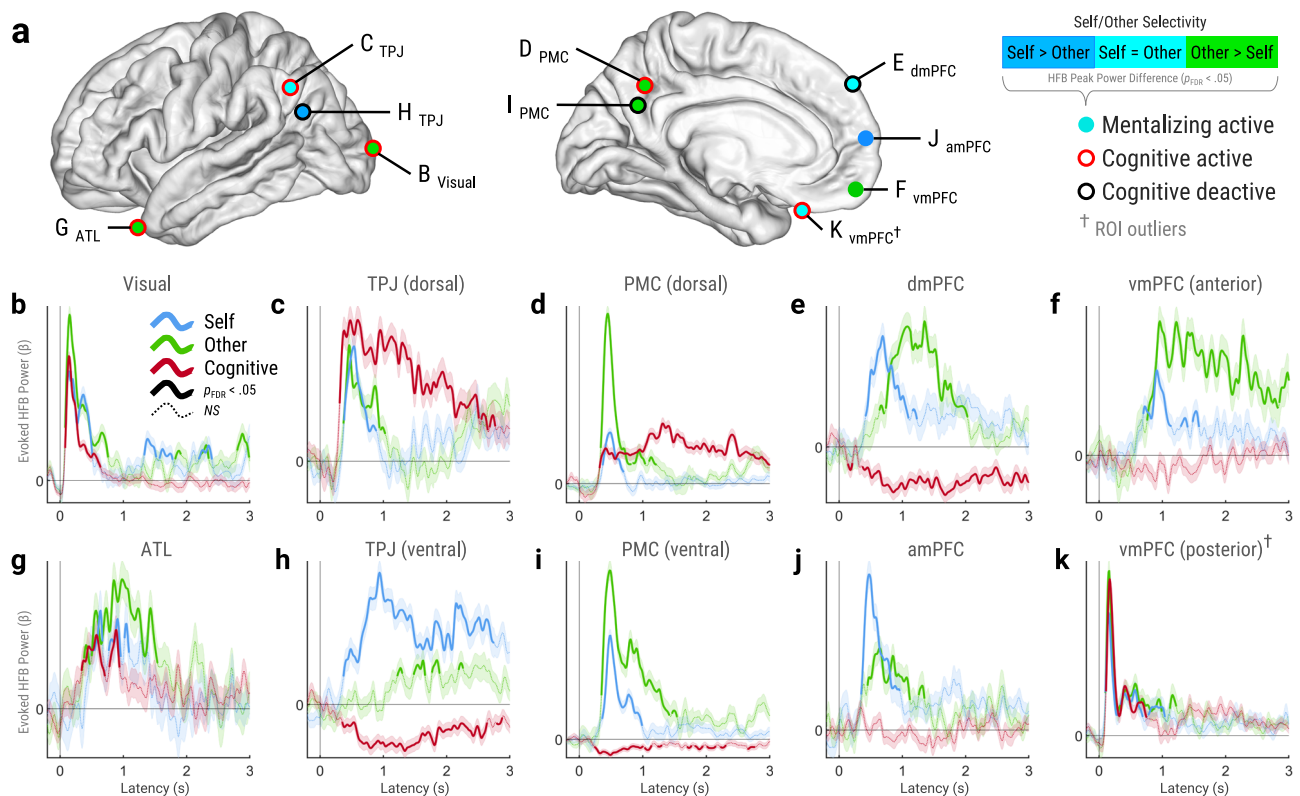 a
C TPJ
H TPJ
B Visual
G ATL
D PMC
I PMC
E dmPFC
J amPFC
F vmPFC
K vmPFC†
Self/Other Selectivity
Self > Other Self = Other Other > Self
HFB Peak Power Difference (pFDR < .05)
Mentalizing active
Cognitive active
Cognitive deactive
† ROI outliers
b Visual
Evoked HFB Power (β)
Self
Other
Cognitive
pFDR < .05
NS
0
0 1 2 3
c TPJ (dorsal)
0
0 1 2 3
d PMC (dorsal)
0
0 1 2 3
e dmPFC
0
0 1 2 3
f vmPFC (anterior)
0
0 1 2 3
g ATL
Evoked HFB Power (β)
0
0 1 2 3
Latency (s)
h TPJ (ventral)
0
0 1 2 3
Latency (s)
i PMC (ventral)
0
0 1 2 3
Latency (s)
j amPFC
0
0 1 2 3
Latency (s)
k vmPFC (posterior)†
0
0 1 2 3
Latency (s)